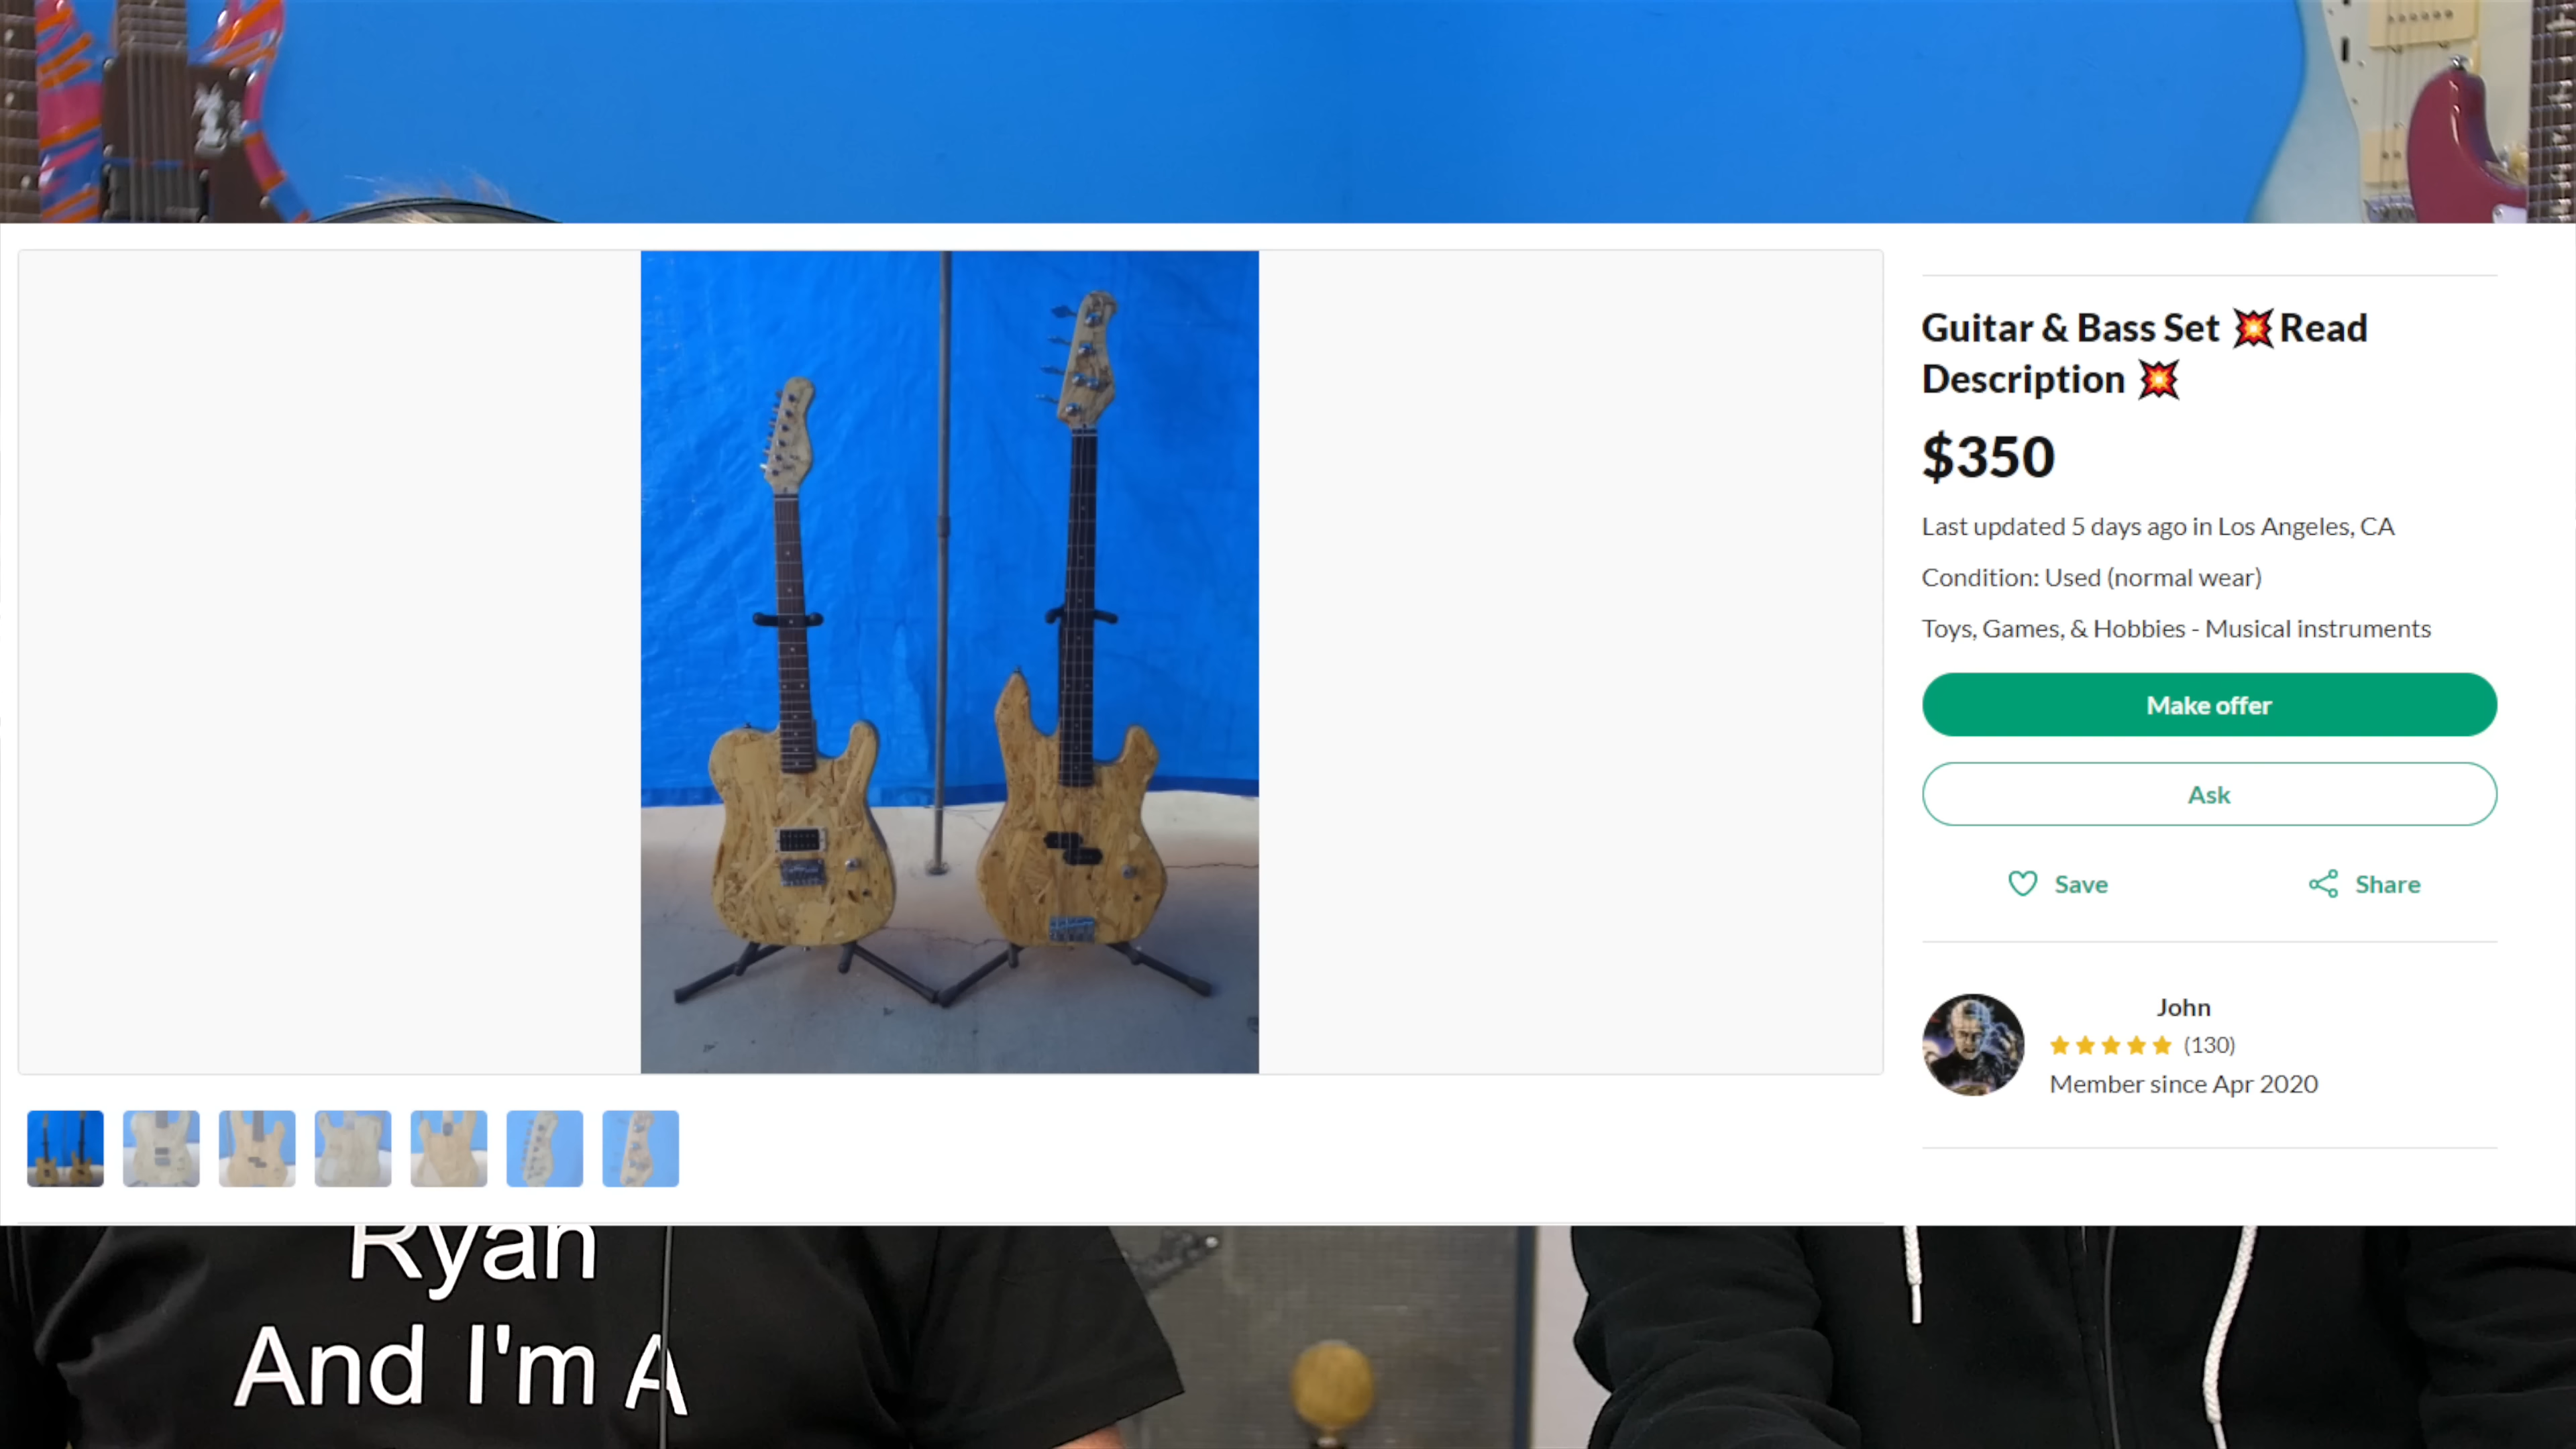 Guitar & Bass Set 💥Read
Description 💥
$350
Last updated 5 days ago in Los Angeles, CA
Condition: Used (normal wear)
Toys, Games, & Hobbies - Musical instruments
Make offer
Ask
Save
Share
John
(130)
Member since Apr 2020
Ryan
And I'm A